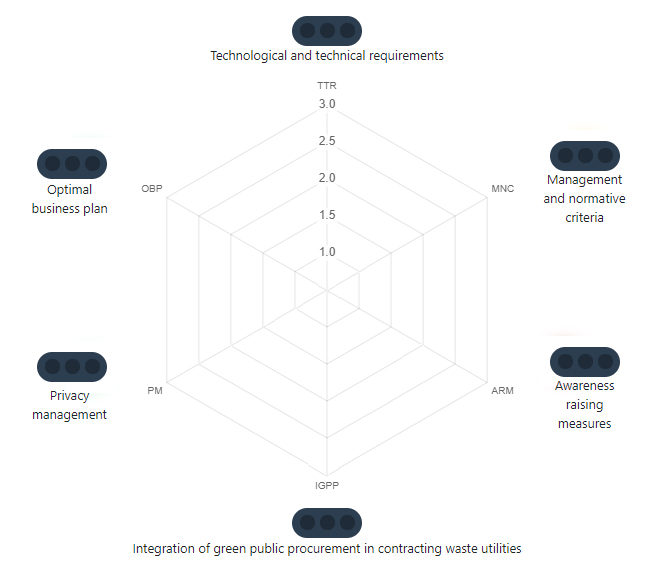 Technological and technical requirements
TTR
3.0
2.5
2.0
1.5
1.0
OBP
MNC
Optimal
business plan
Management
and normative
criteria
PM
ARM
Privacy
management
Awareness
raising
measures
IGPP
Integration of green public procurement in contracting waste utilities